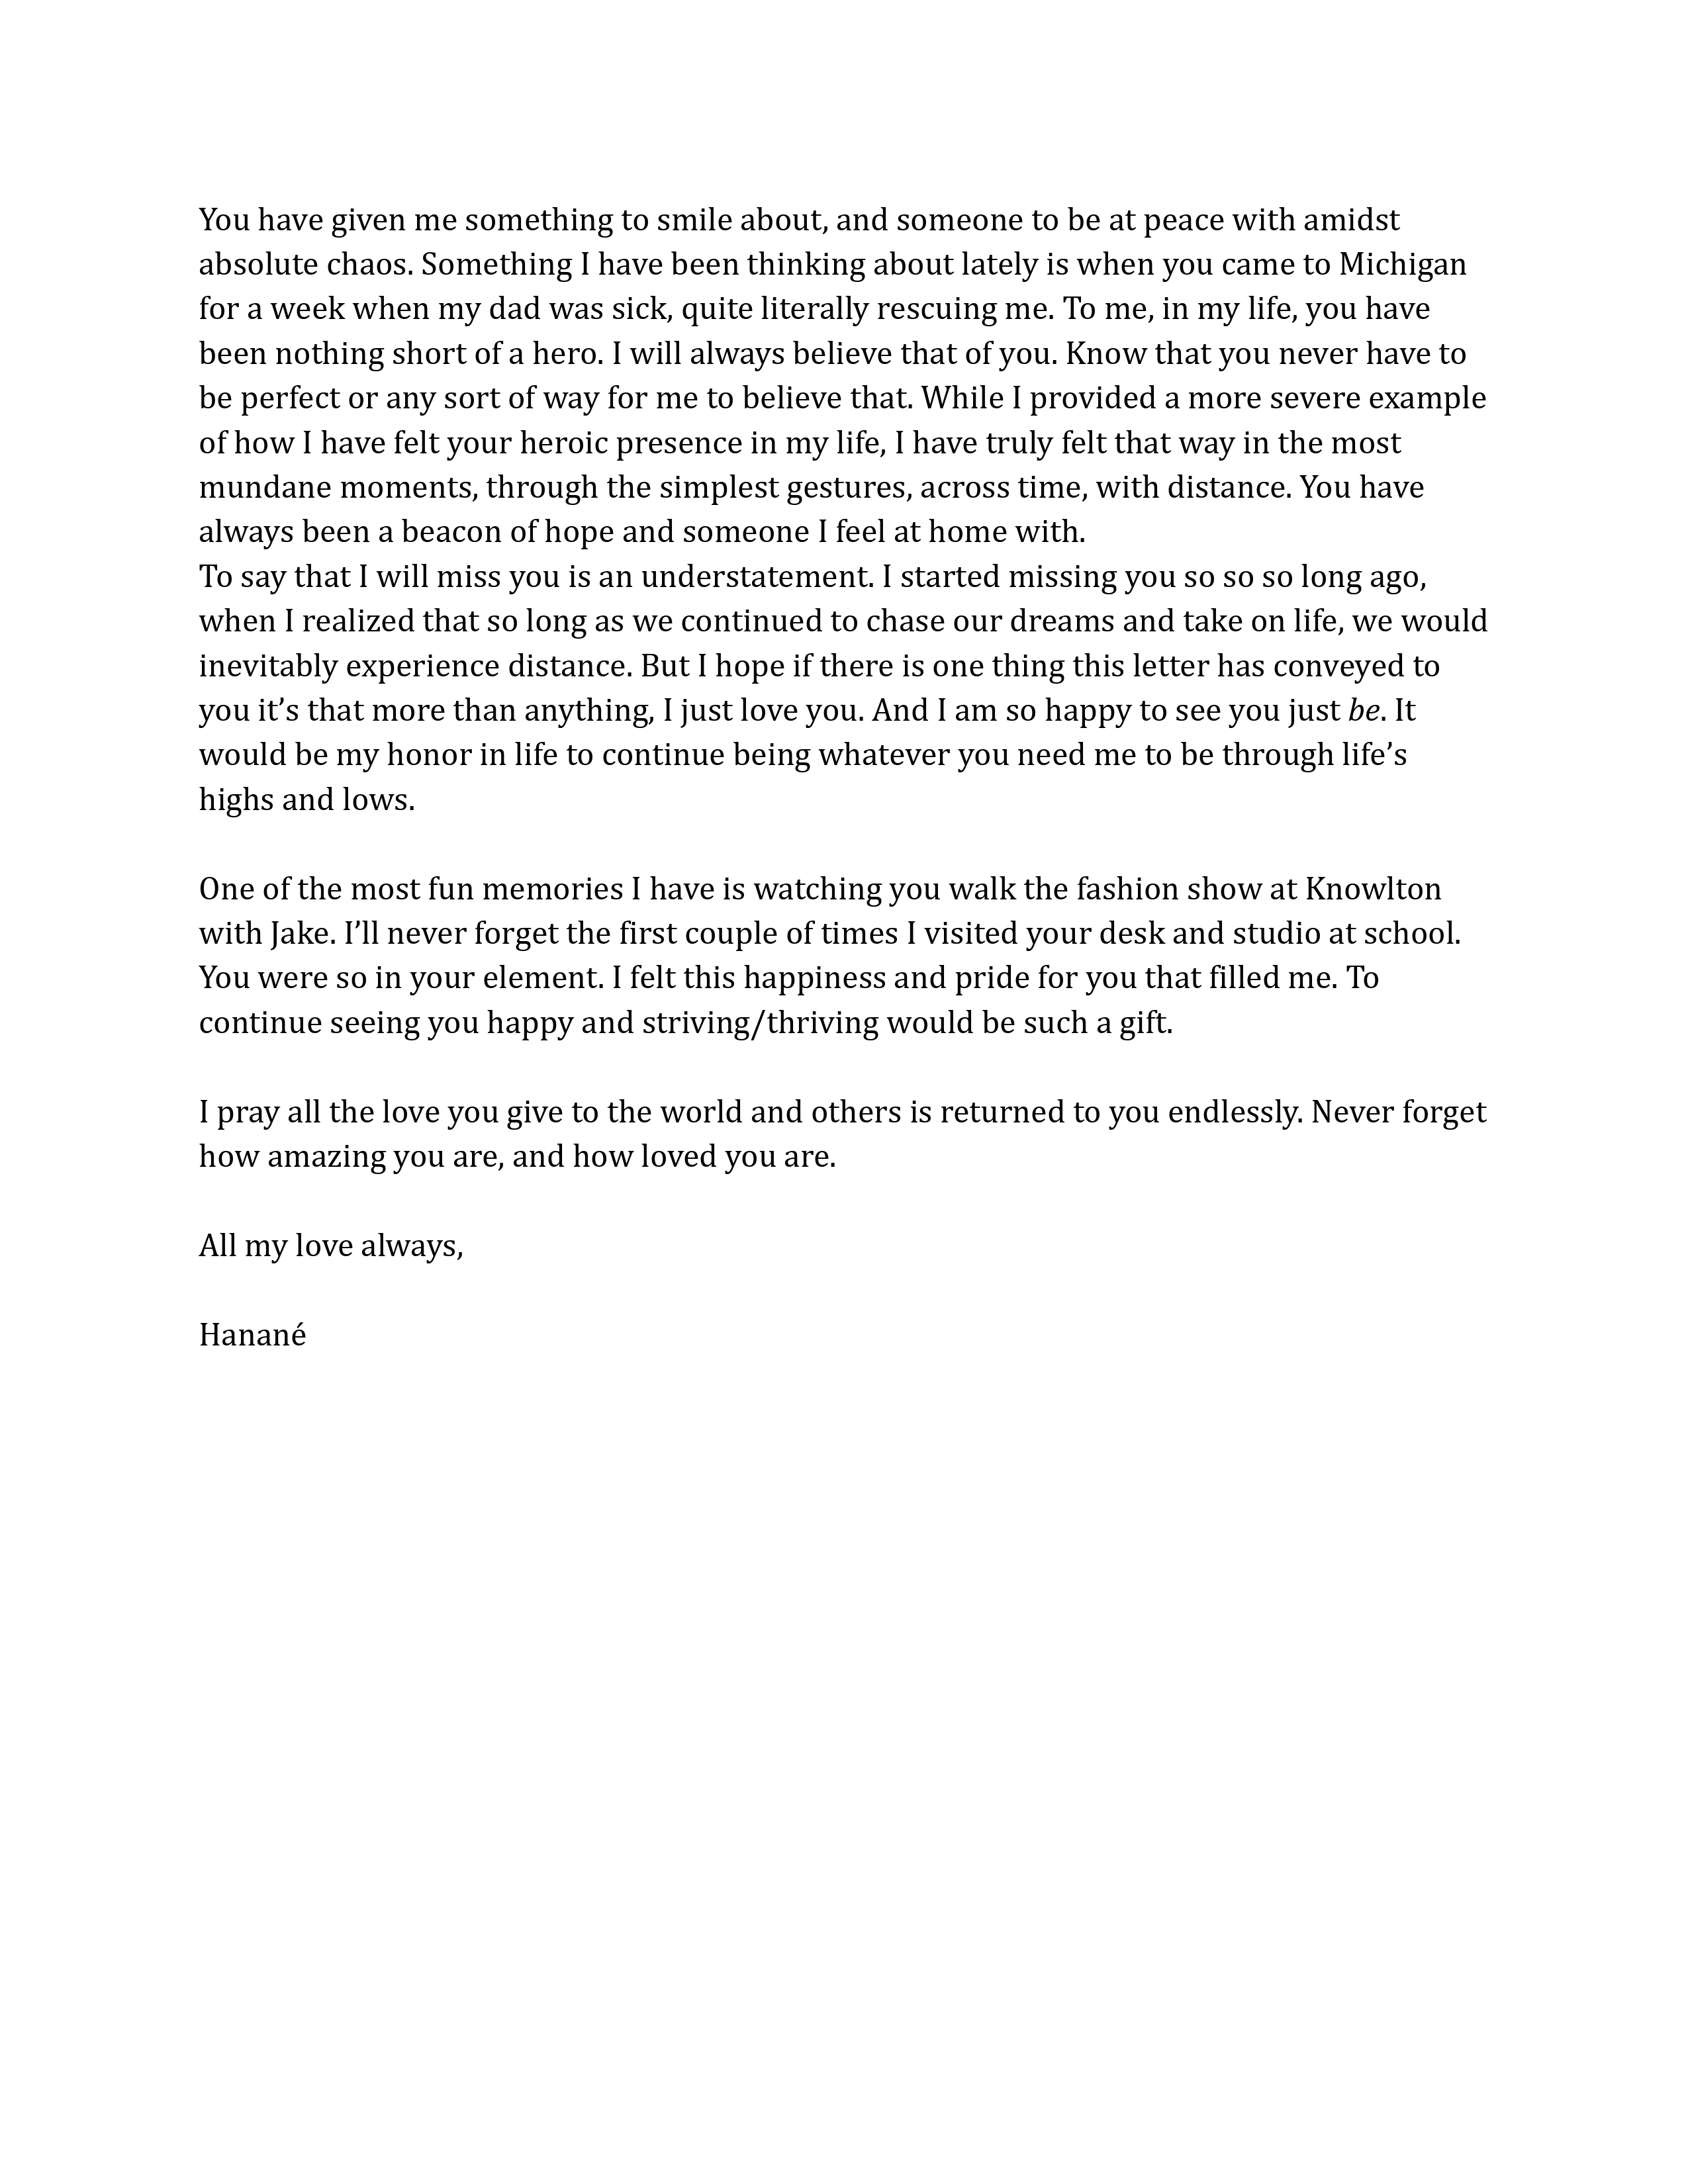 You have given me something to smile about, and someone to be at peace with amidst
absolute chaos. Something I have been thinking about lately is when you came to Michigan
for a week when my dad was sick, quite literally rescuing me. To me, in my life, you have
been nothing short of a hero. I will always believe that of you. Know that you never have to
be perfect or any sort of way for me to believe that. While I provided a more severe example
of how I have felt your heroic presence in my life, I have truly felt that way in the most
mundane moments, through the simplest gestures, across time, with distance. You have
always been a beacon of hope and someone I feel at home with.
To say that I will miss you is an understatement. I started missing you so so so long ago,
when I realized that so long as we continued to chase our dreams and take on life, we would
inevitably experience distance. But I hope if there is one thing this letter has conveyed to
you it’s that more than anything, I just love you. And I am so happy to see you just be. It
would be my honor in life to continue being whatever you need me to be through life’s
highs and lows.
One of the most fun memories I have is watching you walk the fashion show at Knowlton
with Jake. I’ll never forget the first couple of times I visited your desk and studio at school.
You were so in your element. I felt this happiness and pride for you that filled me. To
continue seeing you happy and striving/thriving would be such a gift.
I pray all the love you give to the world and others is returned to you endlessly. Never forget
how amazing you are, and how loved you are.
All my love always,
Hanané